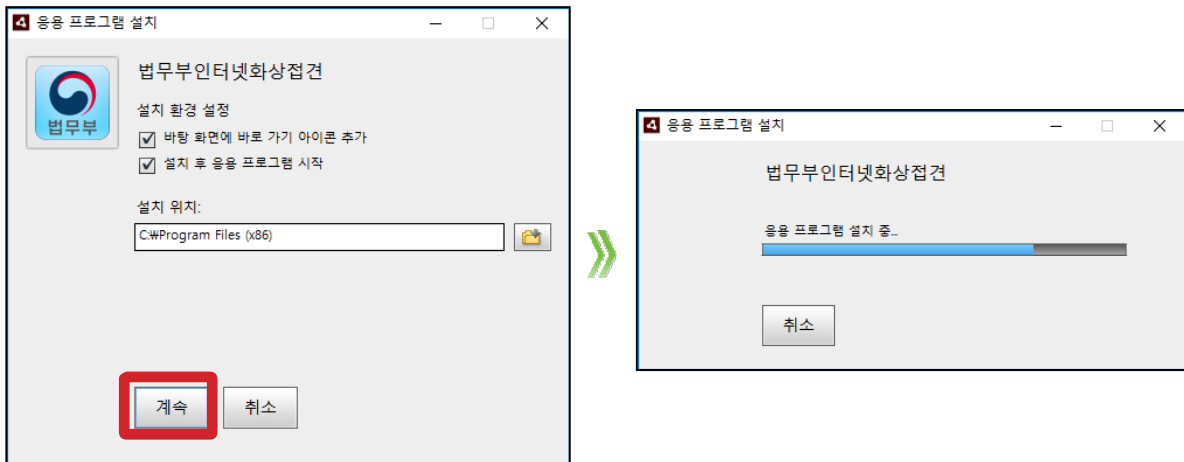 응용 프로그램 설치
법무부
법무부인터넷화상접견
설치 환경 설정
바탕 화면에 바로 가기 아이콘 추가
설치 후 응용 프로그램 시작
설치 위치:
C:₩Program Files (x86)
계속
취소
응용 프로그램 설치
법무부인터넷화상접견
응용 프로그램 설치 중...
취소